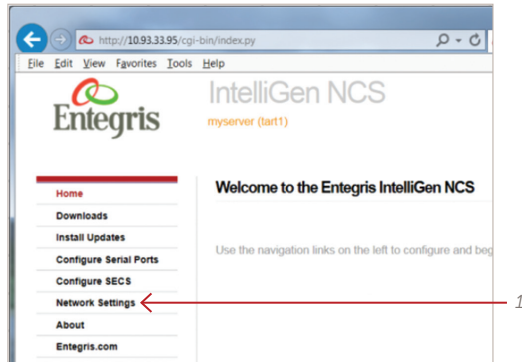 http://10.93.33.95/cgi-bin/index.py
File Edit View Favorites Tools Help
Entegris
IntelliGen NCS
myserver (tart1)
Home
Welcome to the Entegris IntelliGen NCS
Downloads
Install Updates
Use the navigation links on the left to configure and beg
Configure Serial Ports
Configure SECS
Network Settings
1
About
Entegris.com